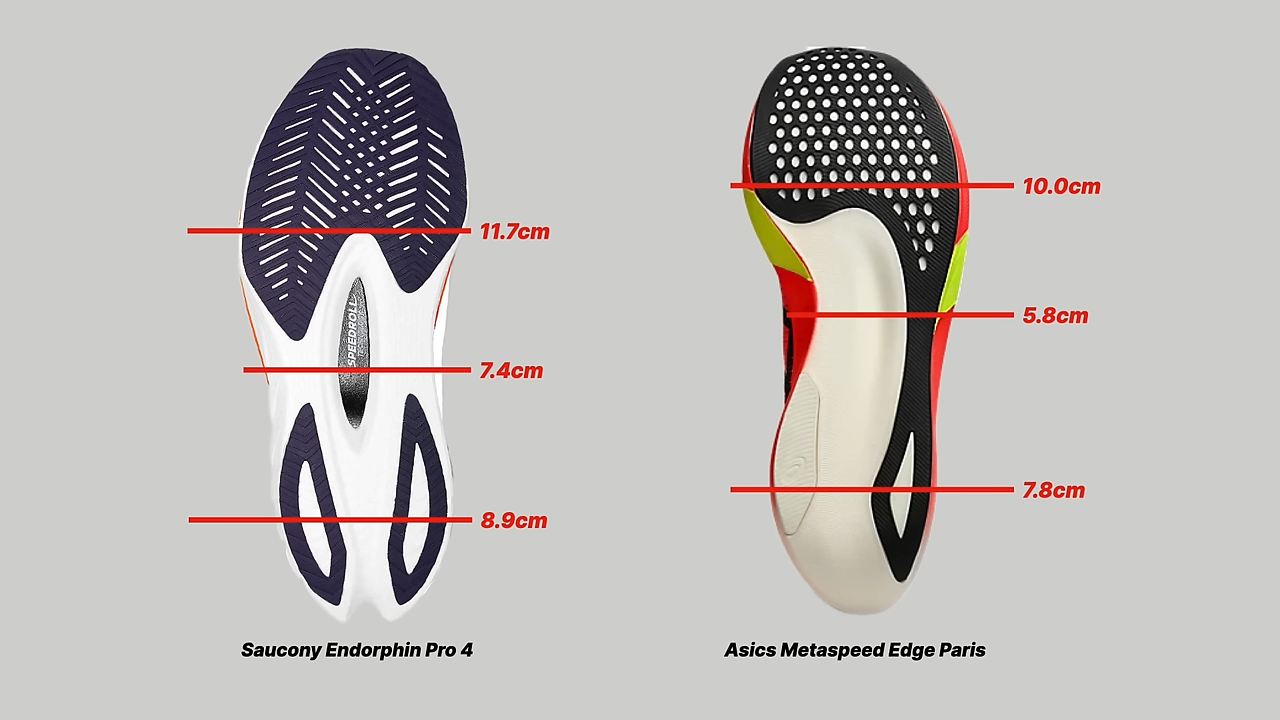 11.7cm
SPEEDROLL
7.4cm
8.9cm
Saucony Endorphin Pro 4
10.0cm
5.8cm
7.8cm
Asics Metaspeed Edge Paris